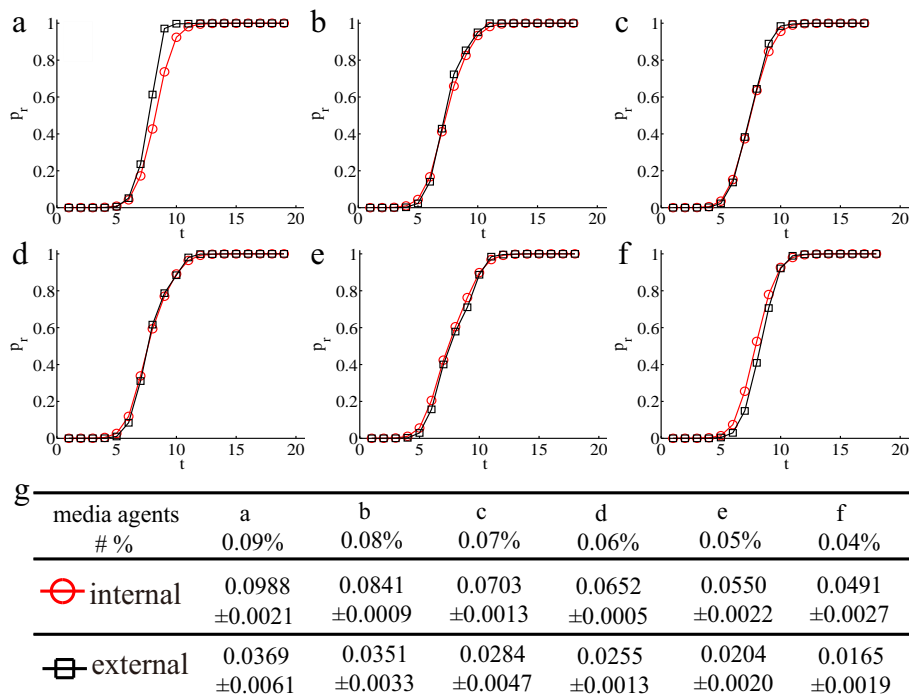 a
1
0.8
0.6
0.4
0.2
0
p_r
0 5 10 15 20
t
b
1
0.8
0.6
0.4
0.2
0
p_r
0 5 10 15 20
t
c
1
0.8
0.6
0.4
0.2
0
p_r
0 5 10 15 20
t
d
1
0.8
0.6
0.4
0.2
0
p_r
0 5 10 15 20
t
e
1
0.8
0.6
0.4
0.2
0
p_r
0 5 10 15 20
t
f
1
0.8
0.6
0.4
0.2
0
p_r
0 5 10 15 20
t
g
media agents a b c d e f
# % 0.09% 0.08% 0.07% 0.06% 0.05% 0.04%
internal 0.0988 0.0841 0.0703 0.0652 0.0550 0.0491
±0.0021 ±0.0009 ±0.0013 ±0.0005 ±0.0022 ±0.0027
external 0.0369 0.0351 0.0284 0.0255 0.0204 0.0165
±0.0061 ±0.0033 ±0.0047 ±0.0013 ±0.0020 ±0.0019